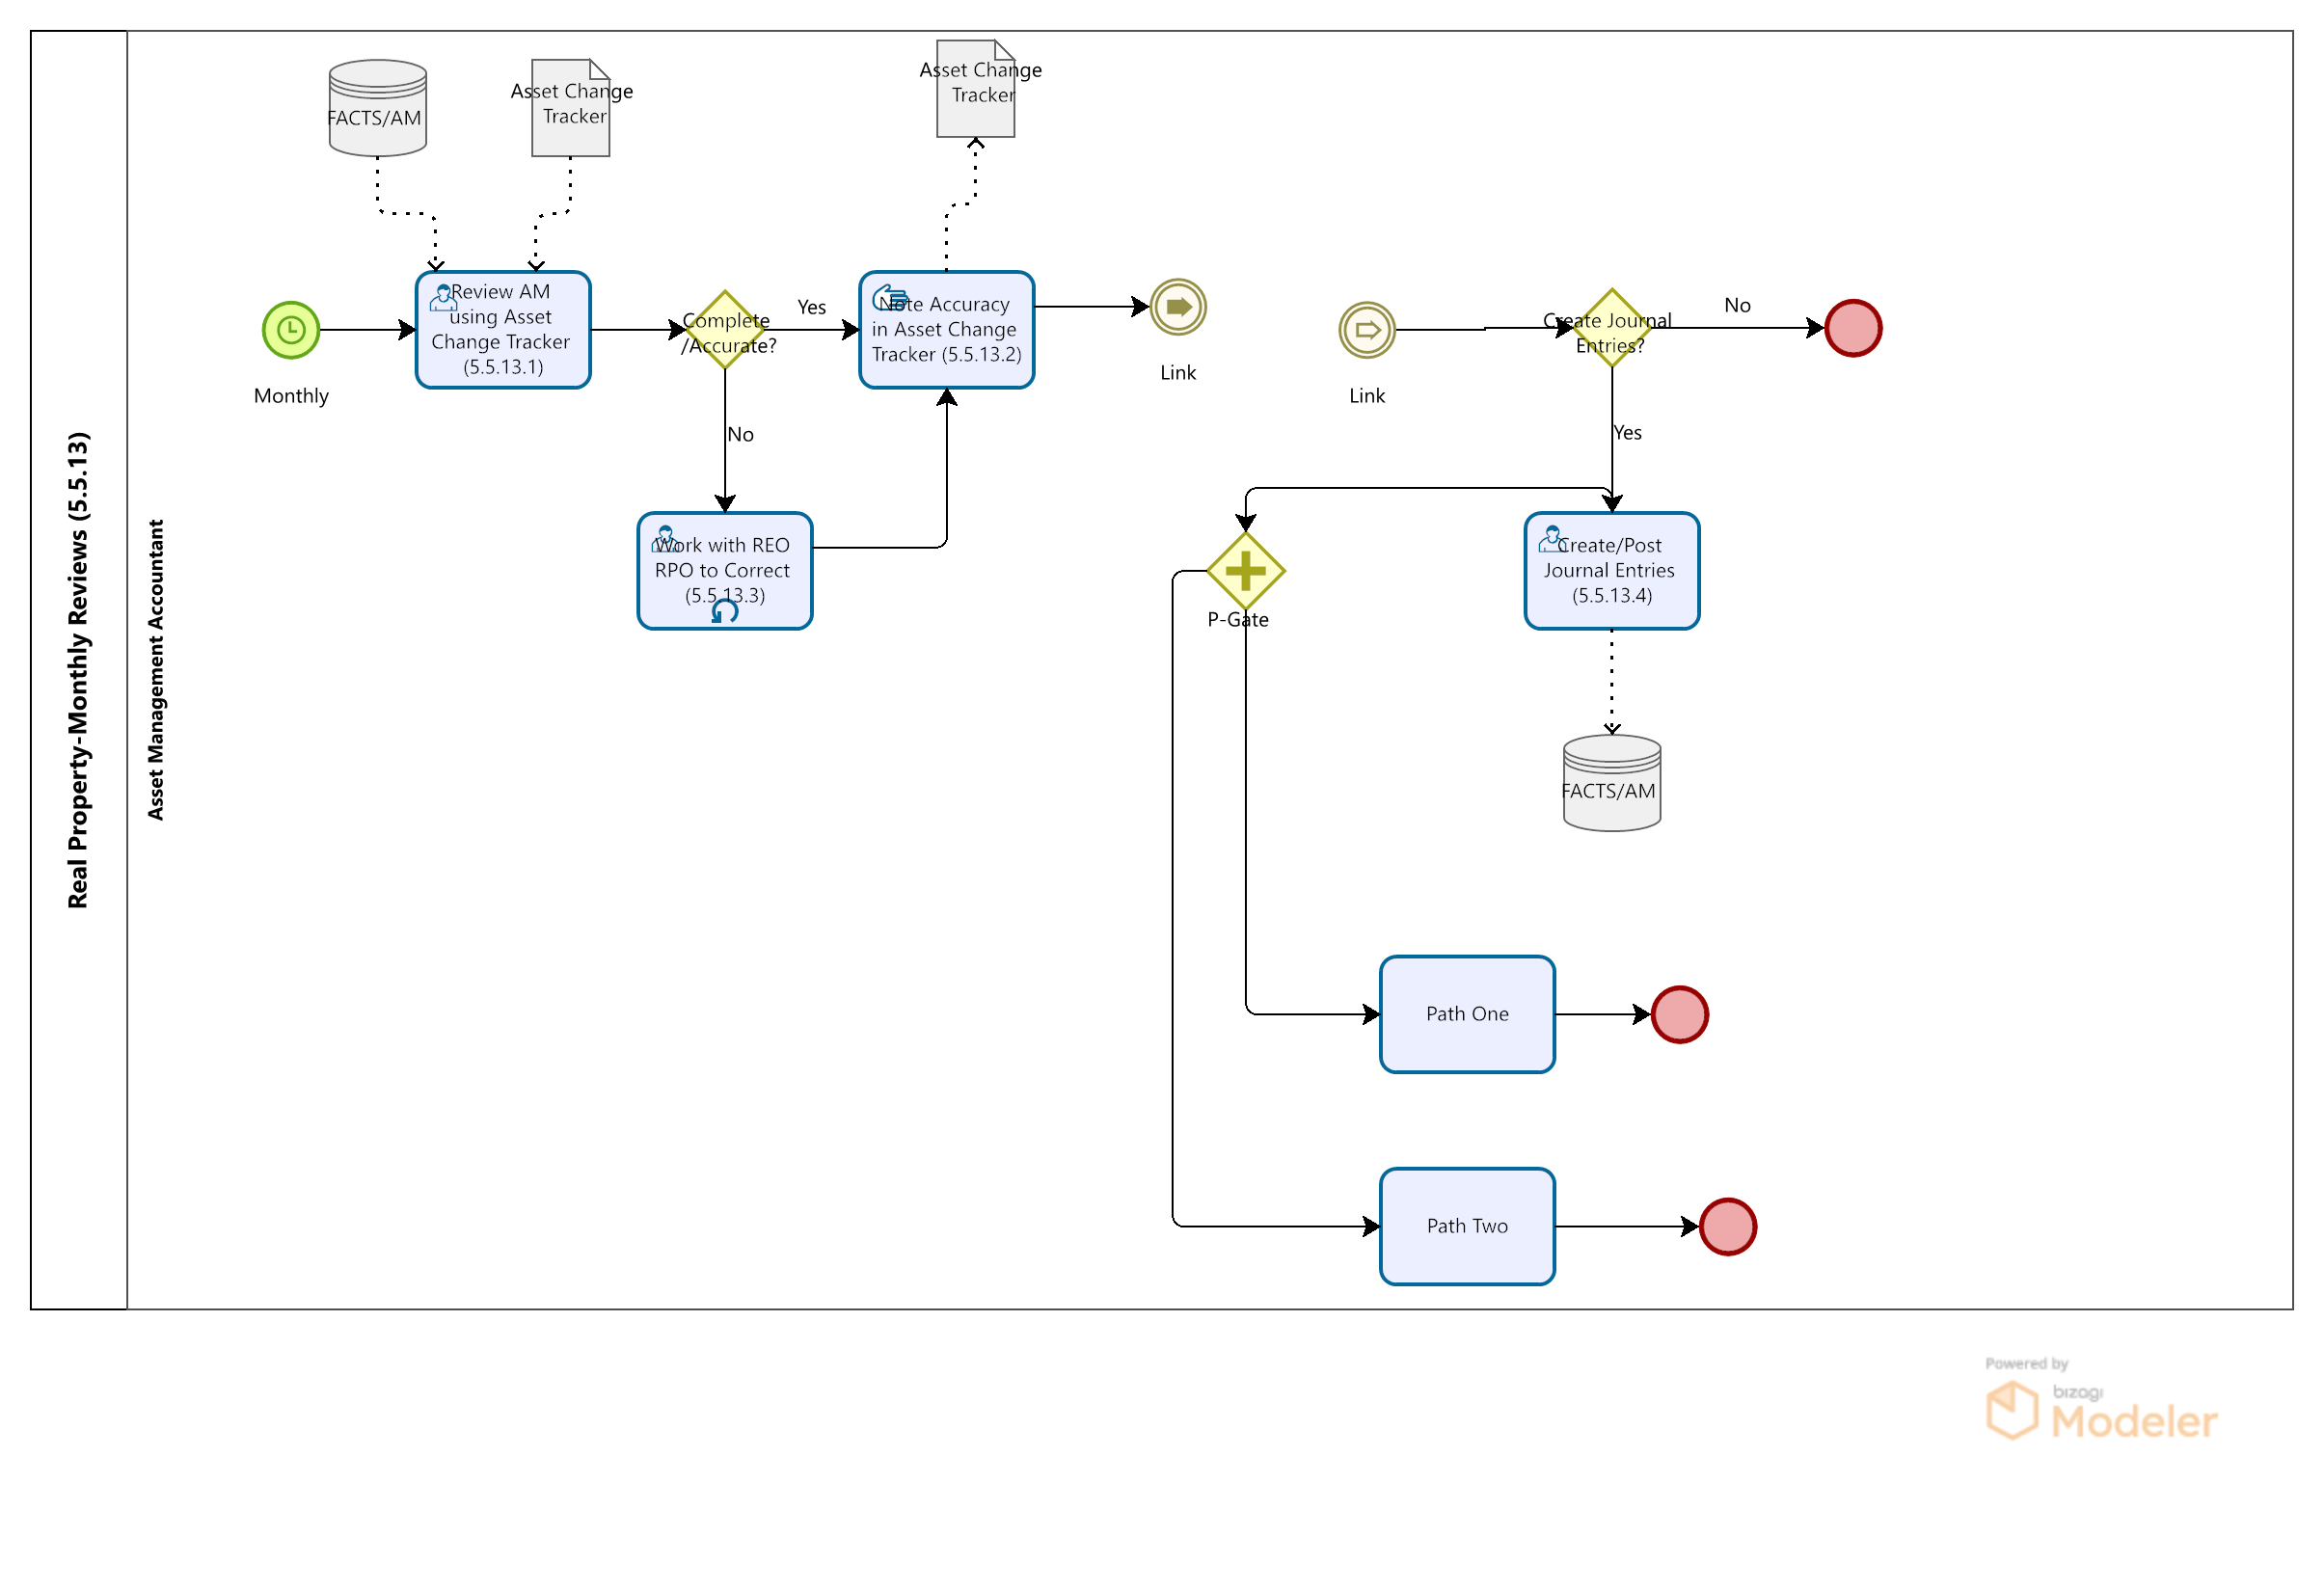 Real Property-Monthly Reviews (5.5.13)
Asset Management Accountant
FACTS/AM
Asset Change
Tracker
Asset Change
Tracker
Monthly
Review AM
using Asset
Change Tracker
(5.5.13.1)
Complete
/Accurate?
Yes
No
Note Accuracy
in Asset Change
Tracker (5.5.13.2)
Link
Work with REO
RPO to Correct
(5.5.13.3)
Link
Create Journal
Entries?
No
Yes
P-Gate
Create/Post
Journal Entries
(5.5.13.4)
FACTS/AM
Path One
Path Two
Powered by
bizagi
Modeler